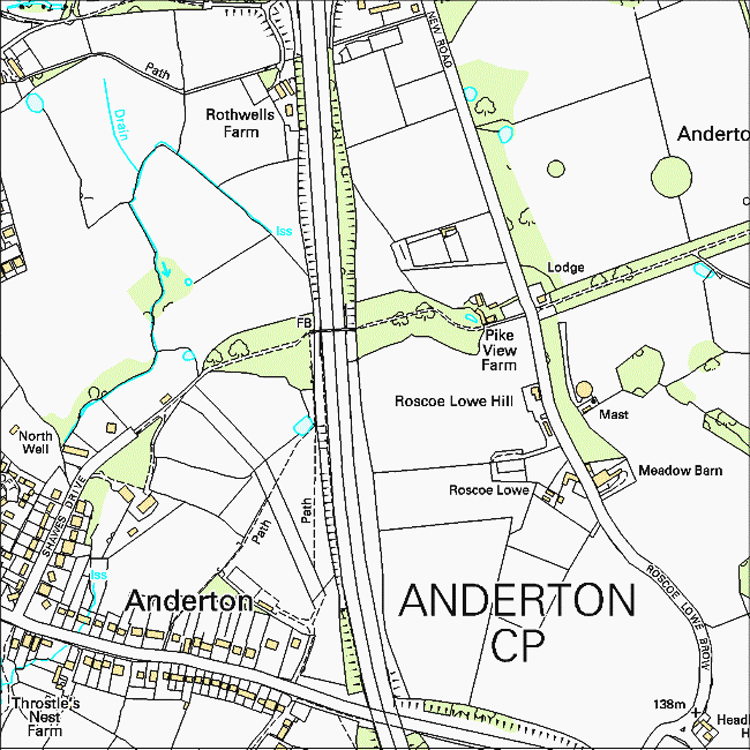 NEW ROAD
Path
Drain
Rothwells
Farm
Anderto
Iss
Lodge
FB
Pike
View
Farm
Roscoe Lowe Hill
Mast
North
Well
Meadow Barn
Roscoe Lowe
SHAWES DRIVE
Path
Path
Iss
Anderton
ANDERTON
CP
ROSCOE LOWE BROW
138m
Throstle's
Nest
Farm
Head
H